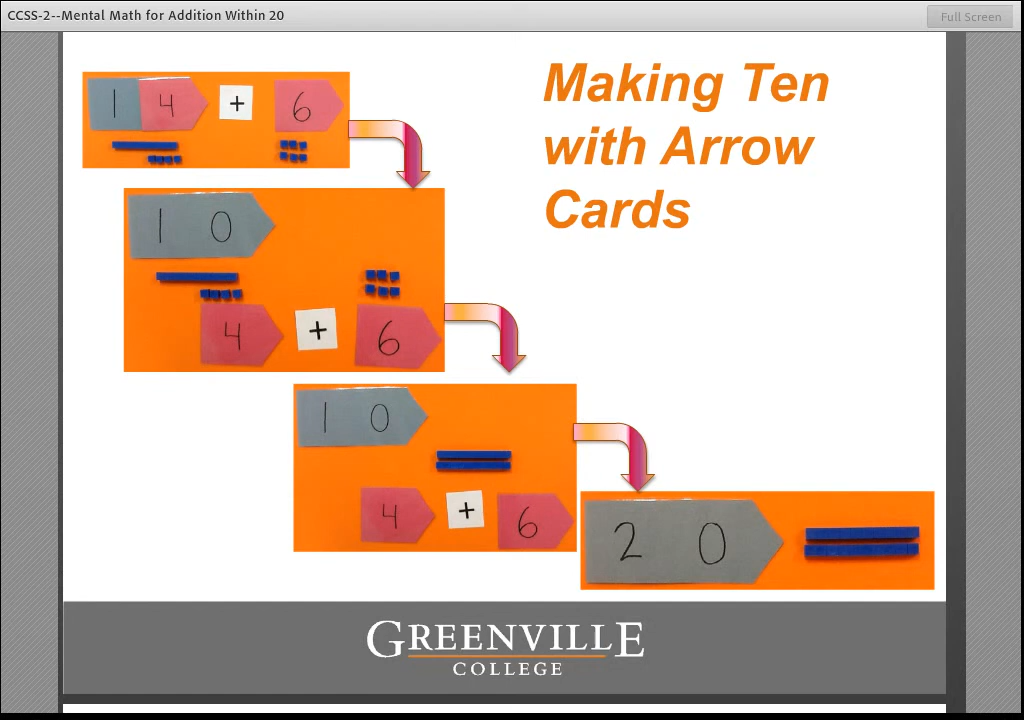 CCSS-2--Mental Math for Addition Within 20
Full Screen
Making Ten
with Arrow
Cards
1 4 + 6
1 0
4 + 6
1 0
4 + 6
2 0
GREENVILLE
COLLEGE